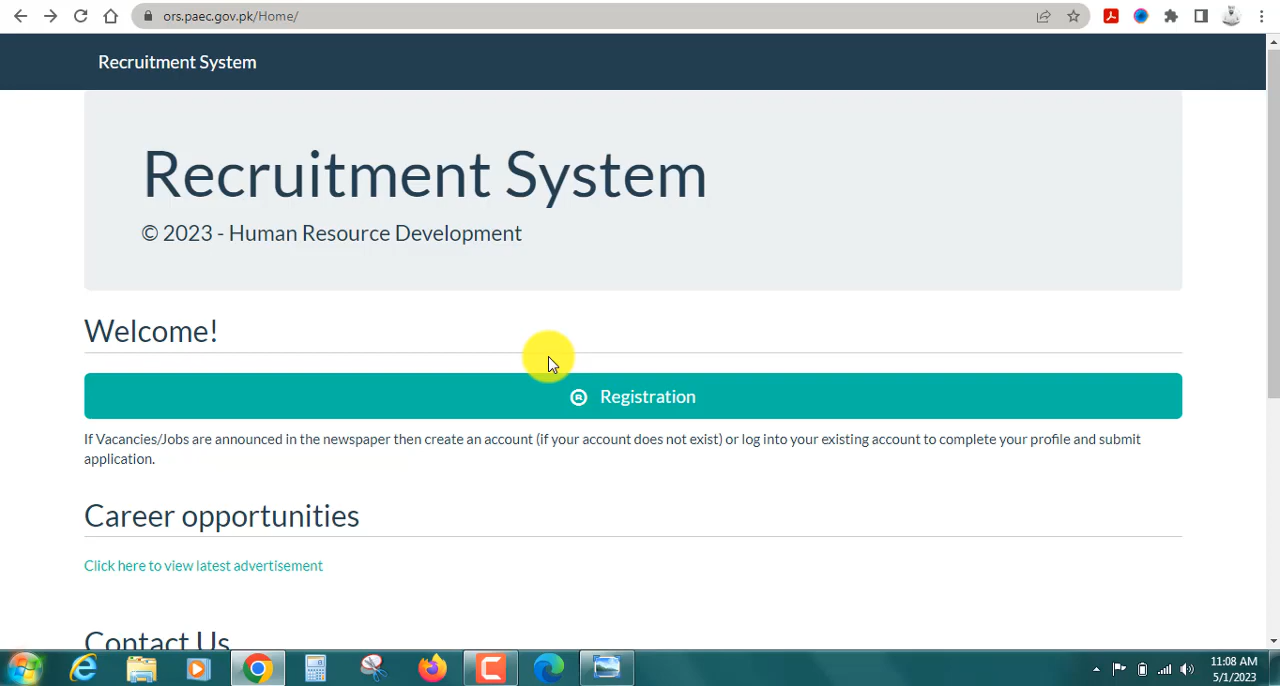 ors.paec.gov.pk/Home/
Recruitment System
Recruitment System
© 2023 - Human Resource Development
Welcome!
® Registration
If Vacancies/Jobs are announced in the newspaper then create an account (if your account does not exist) or log into your existing account to complete your profile and submit
application.
Career opportunities
Click here to view latest advertisement
Contact Us
11:08 AM
5/1/2023